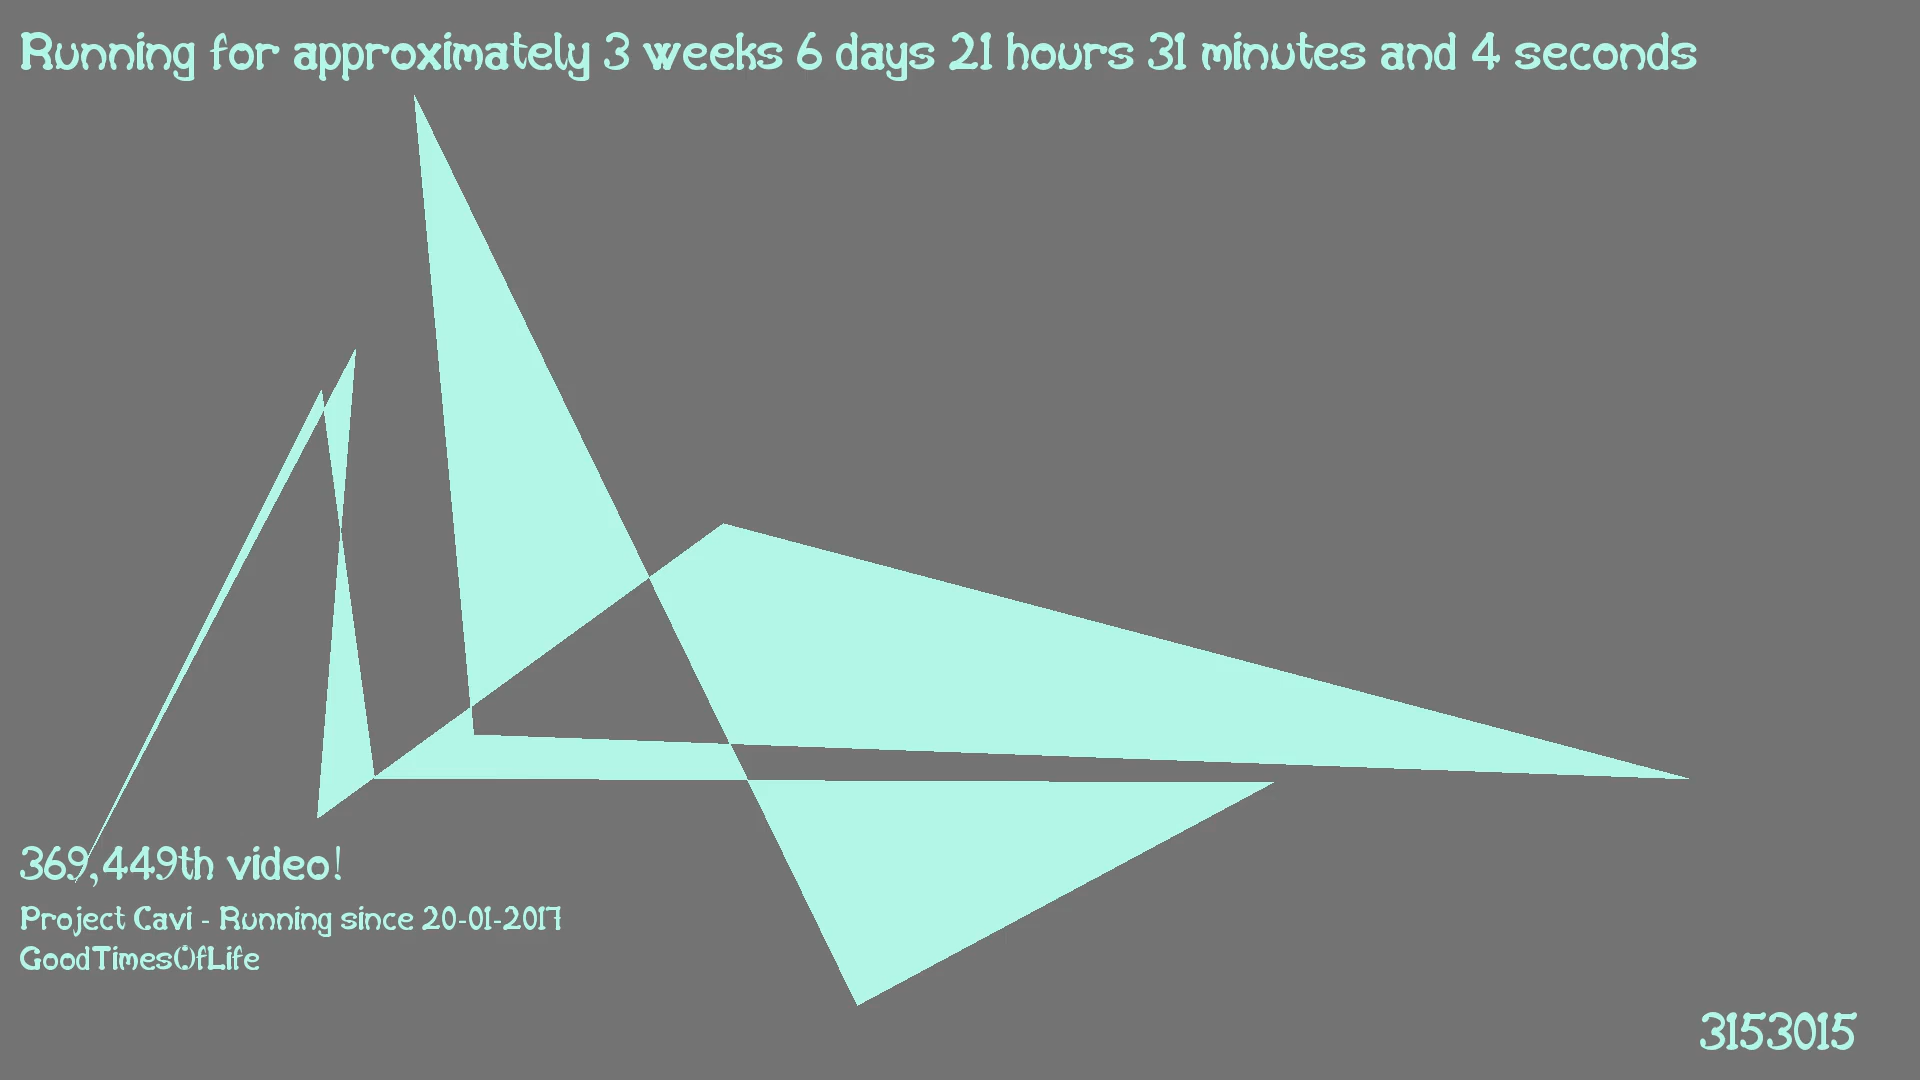 Running for approximately 3 weeks 6 days 21 hours 31 minutes and 4 seconds
369,449th video!
Project Cavi - Running since 20-01-2017
GoodTimesOfLife
3153015